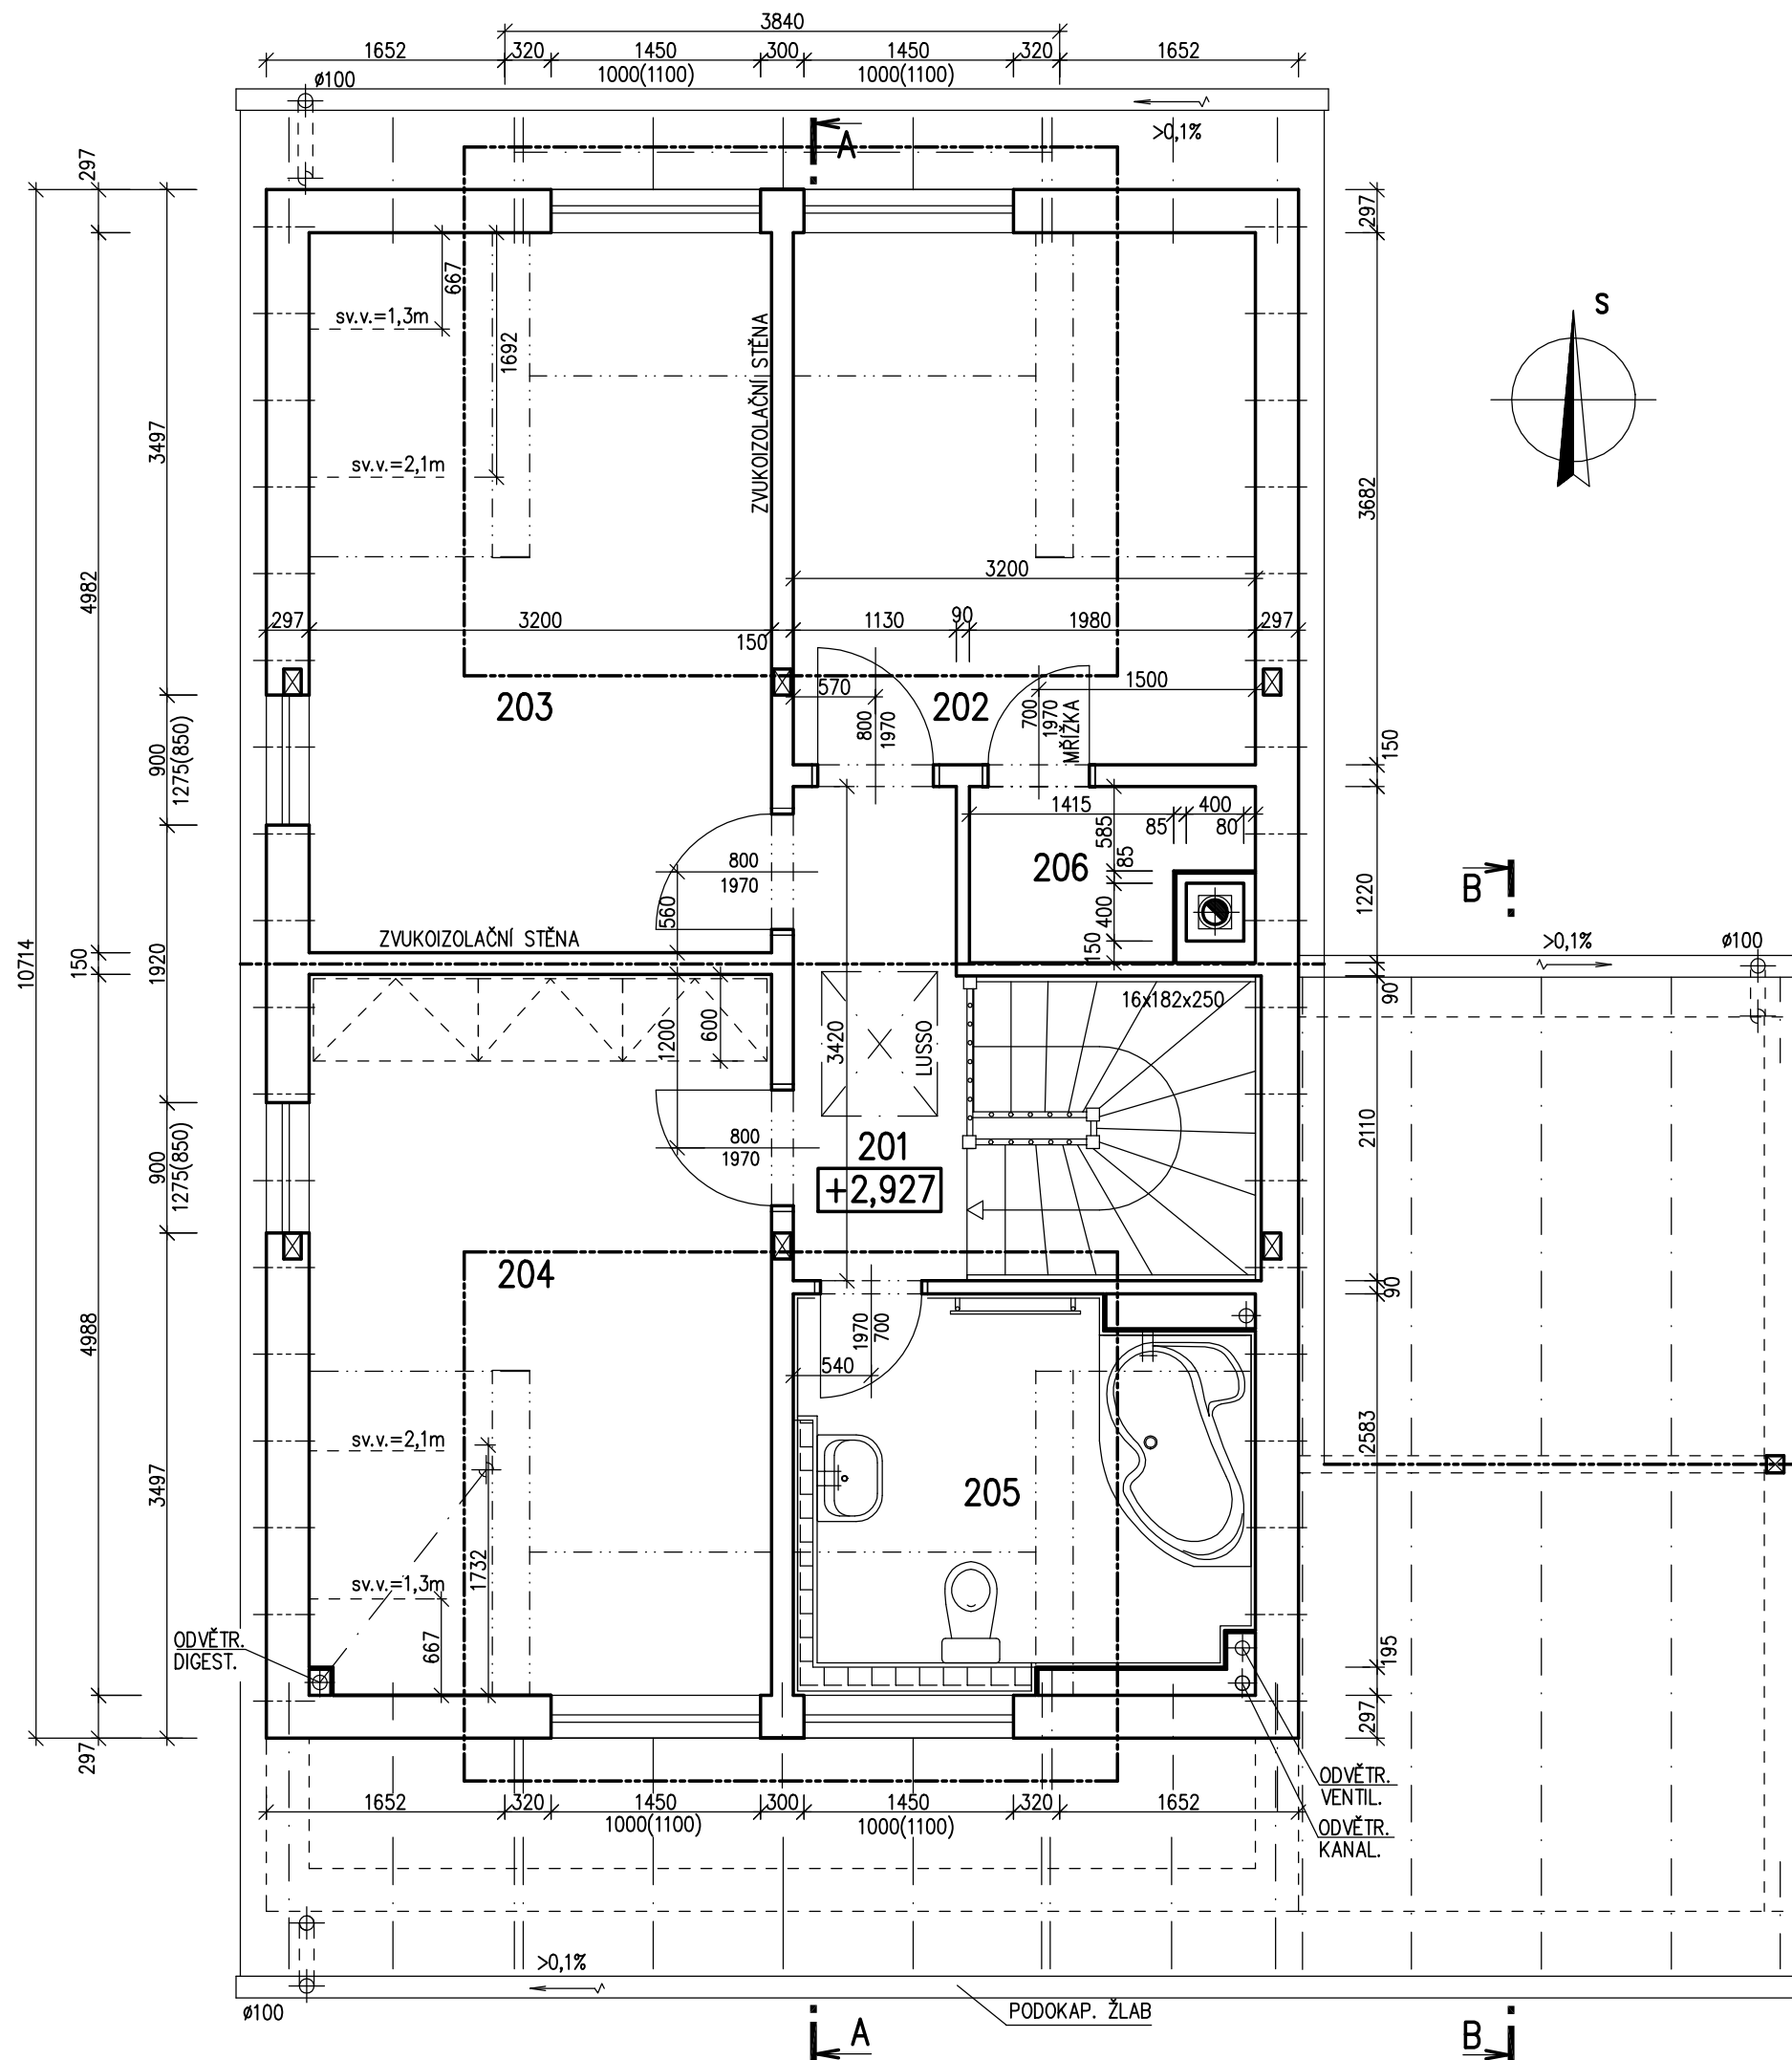 3840
1652 320 1450 300 1450 320 1652
1000(1100) 1000(1100)
ø100
>0,1%
A
297
297
S
667
sv.v.=1,3m
1692
ZVUKOIZOLAČNÍ STĚNA
3497
sv.v.=2,1m
3682
4982
3200
297 3200 150 1130 90 1980 297
203
570
202
1500
800
1970
700
1970
MŘÍŽKA
150
900
1275(850)
1415 85 400 80
585
85
206
800
1970
560
400
150
1220
B
10714
150
1920
ZVUKOIZOLAČNÍ STĚNA
>0,1%
ø100
90
16x182x250
1200
600
3420
LUSSO
2110
900
1275(850)
800
1970
201
+2,927
204
90
4988
1970
700
540
2583
sv.v.=2,1m
3497
205
1732
sv.v.=1,3m
667
ODVĚTR.
DIGEST.
195
297
297
ODVĚTR.
VENTIL.
ODVĚTR.
KANAL.
1652 320 1450 300 1450 320 1652
1000(1100) 1000(1100)
>0,1%
ø100
PODOKAP. ŽLAB
A
B